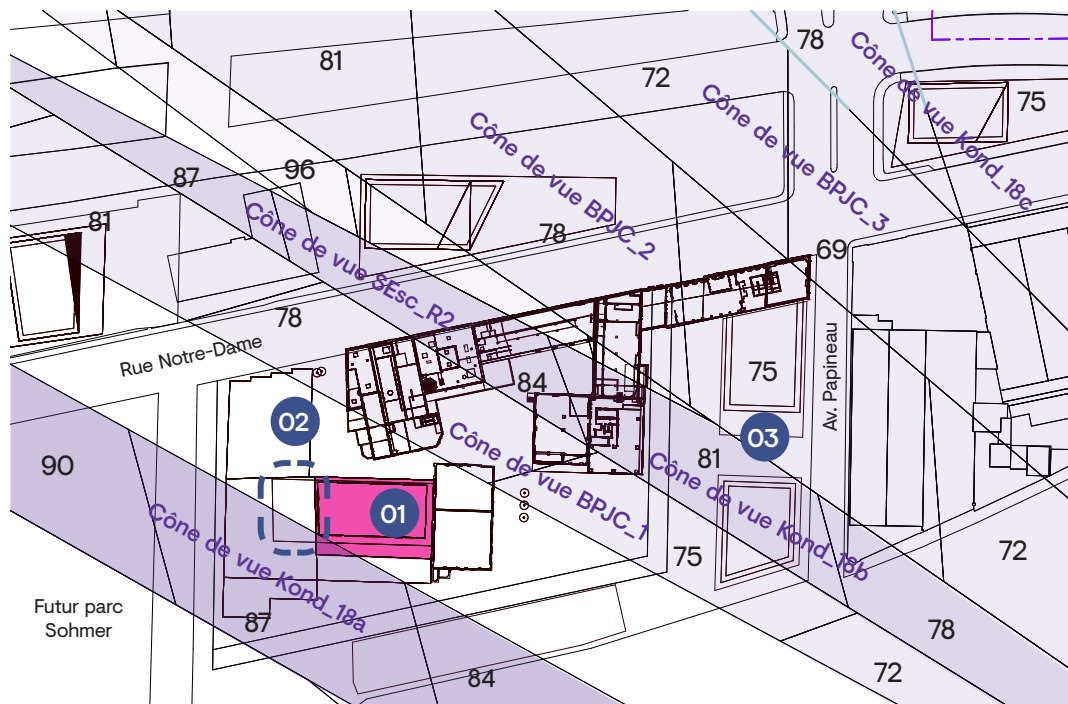 78
81
72
75
Cône de vue Kond_18c
Cône de vue BPJC_3
Cône de vue BPJC_2
96
87
81
78
69
Cône de vue SEsc_R2
78
Rue Notre-Dame
Av. Papineau
75
84
02
03
81
90
01
Cône de vue BPJC_1
Cône de vue Kond_18b
Cône de vue Kond_18a
75
72
Futur parc
Sohmer
87
78
72
84